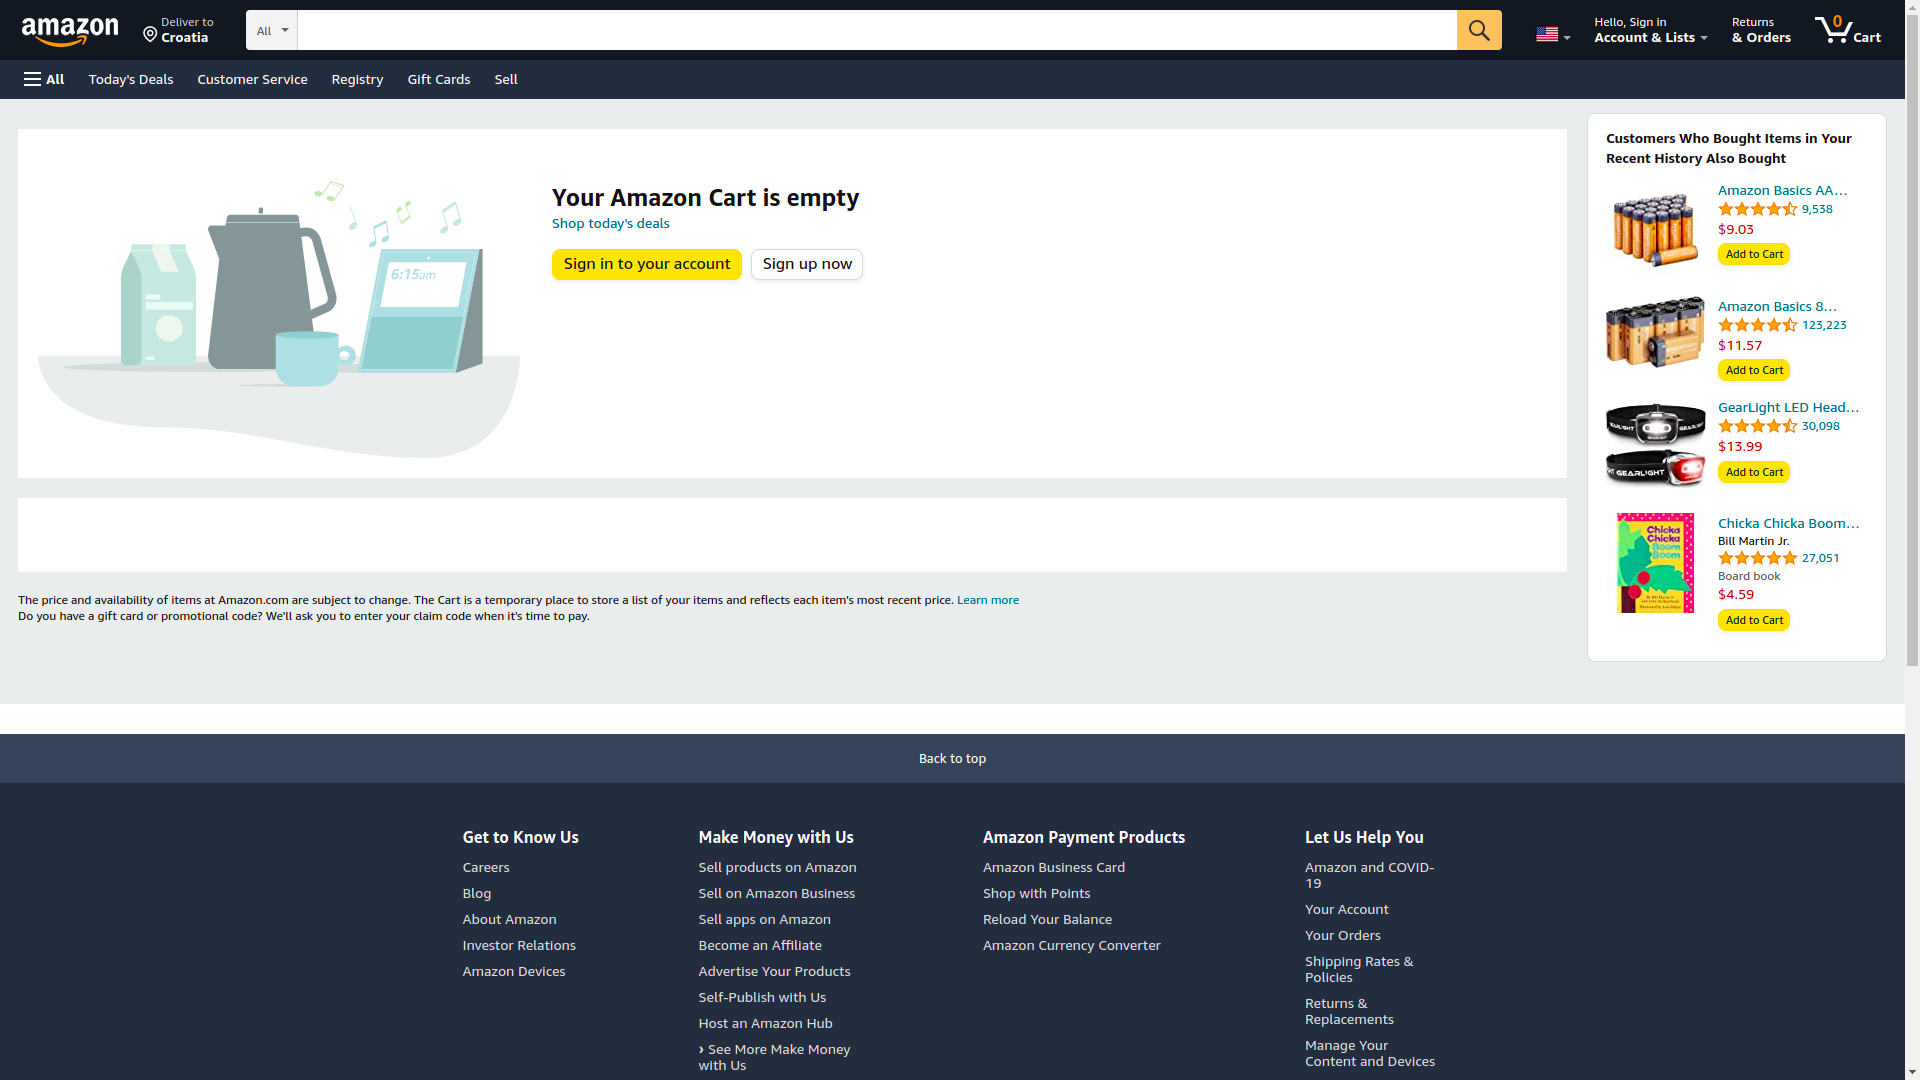 amazon
Deliver to
Croatia
All
Hello, Sign in
Account & Lists
Returns
& Orders
0
Cart
All
Today's Deals
Customer Service
Registry
Gift Cards
Sell
6:15am
Your Amazon Cart is empty
Shop today's deals
Sign in to your account
Sign up now
The price and availability of items at Amazon.com are subject to change. The Cart is a temporary place to store a list of your items and reflects each item's most recent price. Learn more
Do you have a gift card or promotional code? We'll ask you to enter your claim code when it's time to pay.
Customers Who Bought Items in Your
Recent History Also Bought
Amazon Basics AA…
9,538
$9.03
Add to Cart
Amazon Basics 8…
123,223
$11.57
Add to Cart
GEARLIGHT
GearLight LED Head…
30,098
$13.99
Add to Cart
Chicka
Chicka
Boom
Boom
Chicka Chicka Boom…
Bill Martin Jr.
27,051
Board book
$4.59
Add to Cart
Back to top
Get to Know Us
Careers
Blog
About Amazon
Investor Relations
Amazon Devices
Make Money with Us
Sell products on Amazon
Sell on Amazon Business
Sell apps on Amazon
Become an Affiliate
Advertise Your Products
Self-Publish with Us
Host an Amazon Hub
› See More Make Money
with Us
Amazon Payment Products
Amazon Business Card
Shop with Points
Reload Your Balance
Amazon Currency Converter
Let Us Help You
Amazon and COVID-
19
Your Account
Your Orders
Shipping Rates &
Policies
Returns &
Replacements
Manage Your
Content and Devices